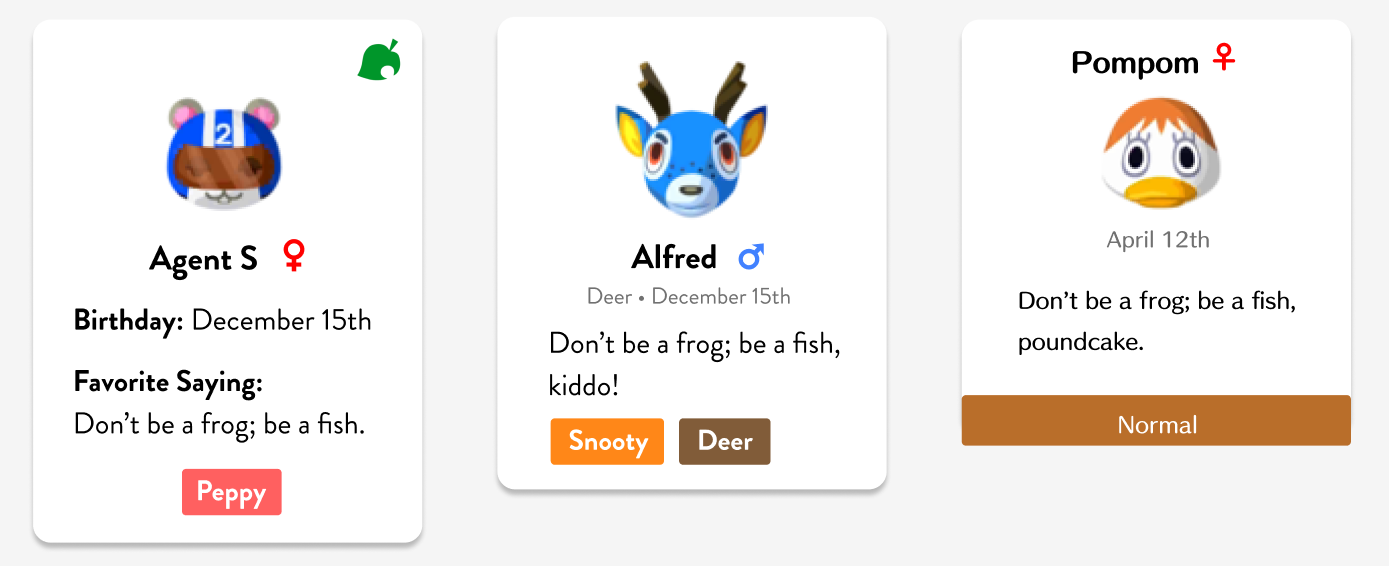 2
Agent S ♀
Birthday: December 15th
Favorite Saying:
Don’t be a frog; be a fish.
Peppy
Alfred ♂
Deer • December 15th
Don’t be a frog; be a fish,
kiddo!
Snooty Deer
Pompom ♀
April 12th
Don’t be a frog; be a fish,
poundcake.
Normal